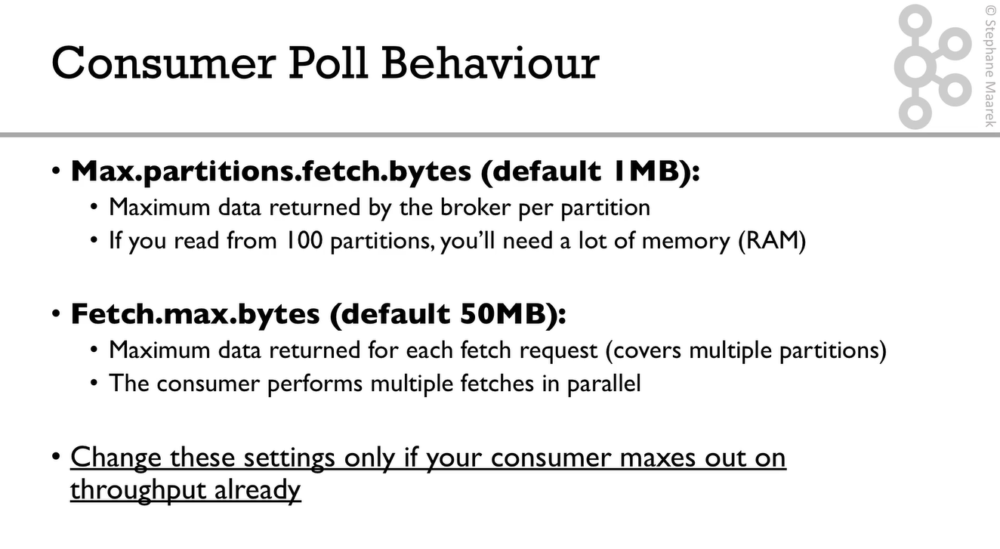 Consumer Poll Behaviour
© Stephane Maarek
• Max.partitions.fetch.bytes (default 1MB):
• Maximum data returned by the broker per partition
• If you read from 100 partitions, you’ll need a lot of memory (RAM)
• Fetch.max.bytes (default 50MB):
• Maximum data returned for each fetch request (covers multiple partitions)
• The consumer performs multiple fetches in parallel
• Change these settings only if your consumer maxes out on
throughput already